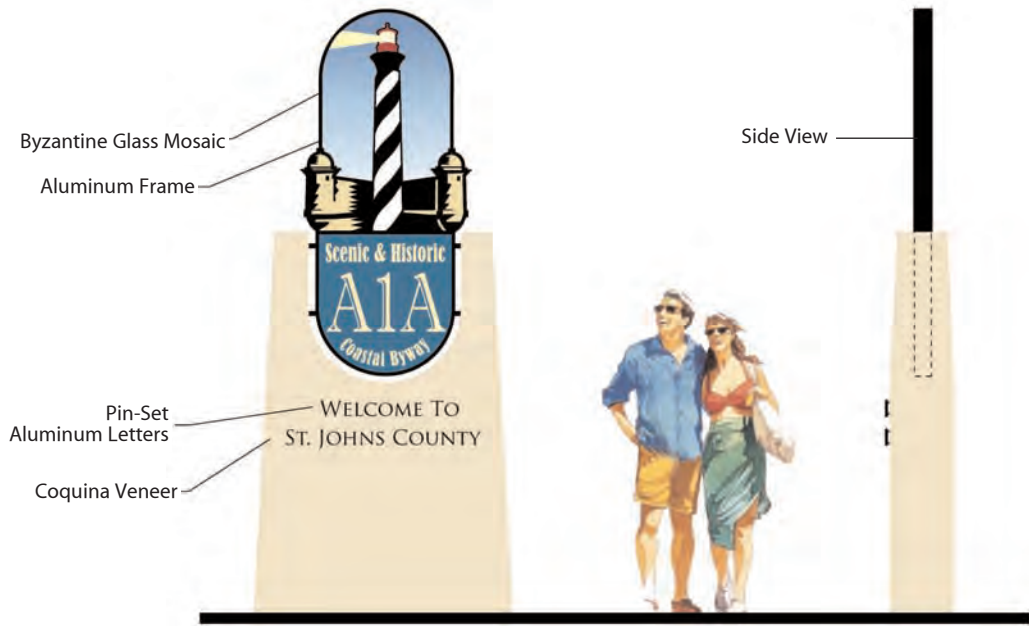 Byzantine Glass Mosaic
Aluminum Frame
Scenic & Historic
A1A
Coastal Byway
Pin-Set
Aluminum Letters
WELCOME TO
ST. JOHNS COUNTY
Coquina Veneer
Side View